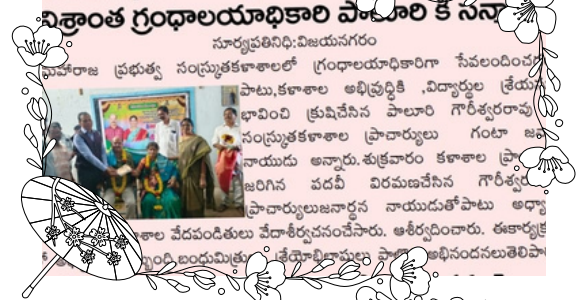 విశ్రాంత గ్రంధాలయాధికారి పాలూరి కి సన్మా
సూర్యప్రతినిధి:విజయనగరం
మహారాజ ప్రభుత్వ సంస్కృతకళాశాలలో గ్రంధాలయాధికారిగా సేవలందించ
పాటు,కళాశాల అభివృద్ధికి ,విద్యార్థుల శ్రేయ
భావించి కృషిచేసిన పాలూరి గౌరీశ్వరరావు
సంస్కృతకళాశాల ప్రాచార్యులు గంటా జ
నాయుడు అన్నారు.శుక్రవారం కళాశాల ప్రా
జరిగిన పదవీ విరమణచేసిన గౌరీశ్వ
ప్రాచార్యులుజనార్ధన నాయుడుతోపాటు అధ్యా
శాల వేదపండితులు వేదాశీర్వచనంచేసారు. ఆశీర్వదించారు. ఈకార్యక్ర
బంధుమిత్రు శ్రేయోభిలాషులు పాల్గొ అభినందనలుతెలిపా